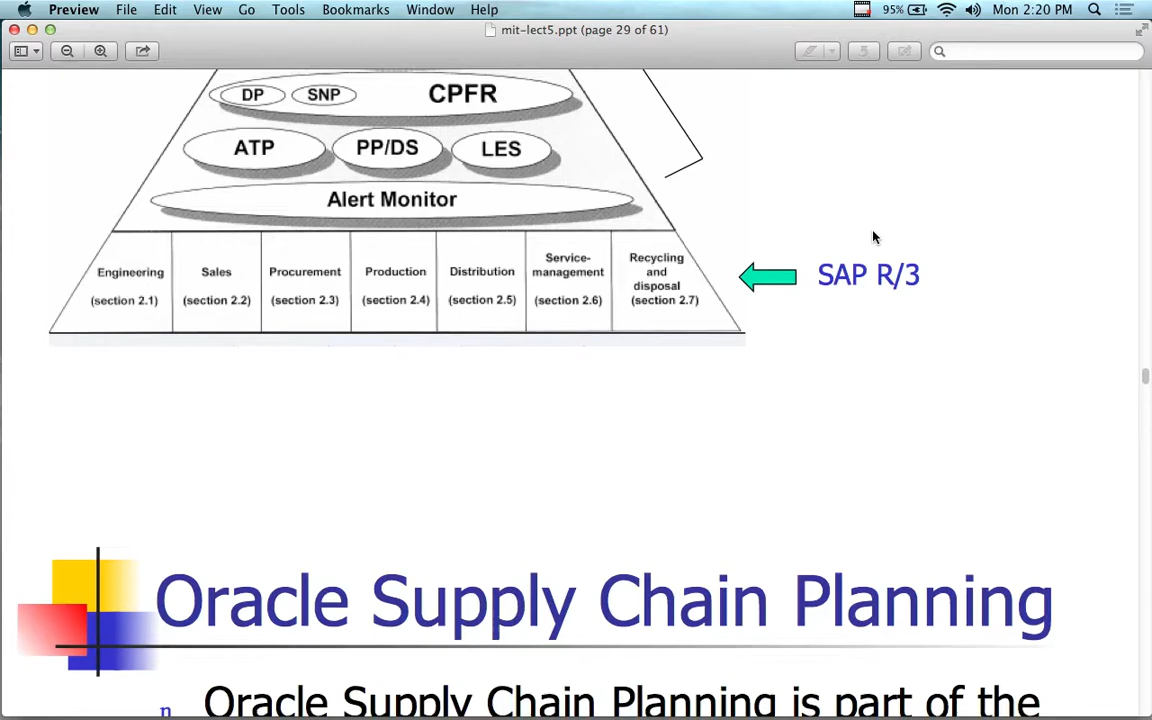 Preview File Edit View Go Tools Bookmarks Window Help 95% Mon 2:20 PM
mit-lect5.ppt (page 29 of 61)
DP SNP CPFR
ATP PP/DS LES
Alert Monitor
Engineering
(section 2.1)
Sales
(section 2.2)
Procurement
(section 2.3)
Production
(section 2.4)
Distribution
(section 2.5)
Service-
management
(section 2.6)
Recycling
and
disposal
(section 2.7)
SAP R/3
Oracle Supply Chain Planning
n Oracle Supply Chain Planning is part of the